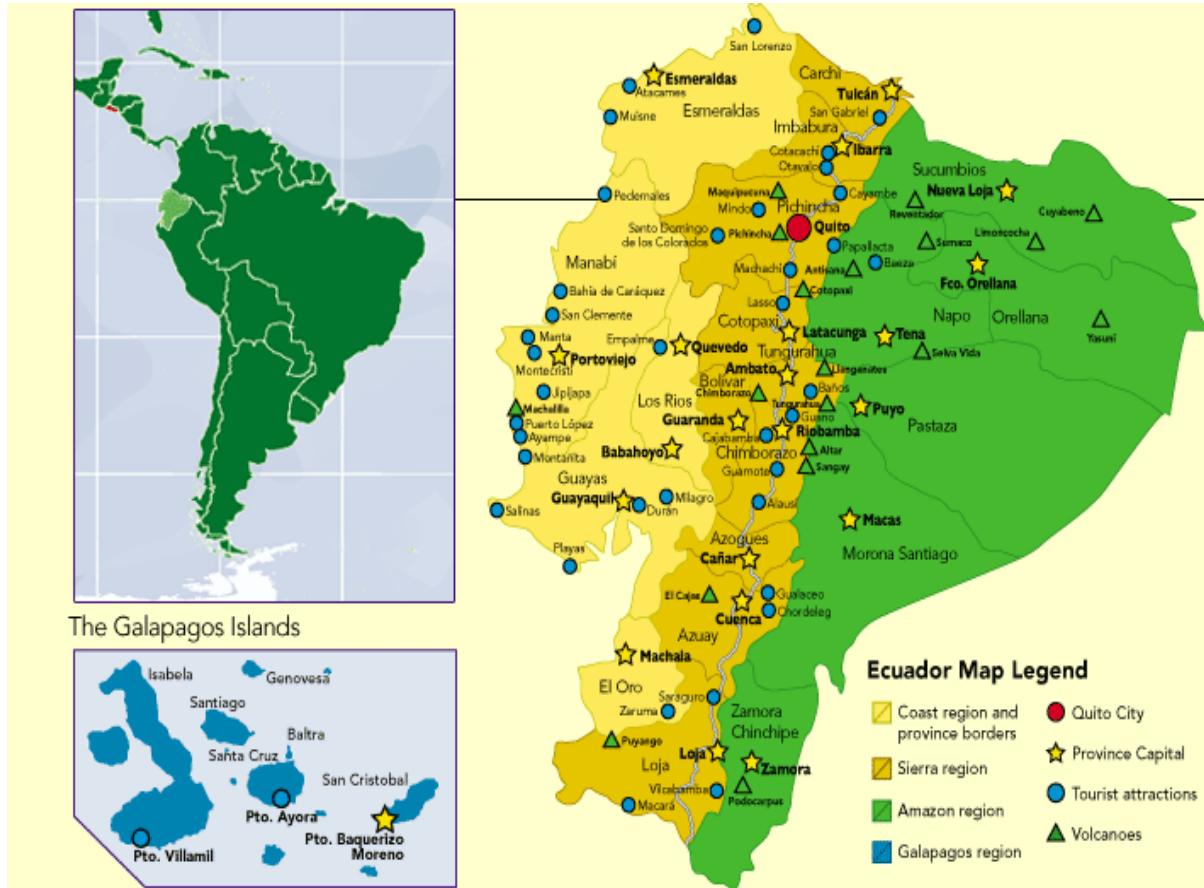 San Lorenzo
Carchi
Esmeraldas
Tulcán
Atacames
Esmeraldas
San Gabriel
Muisne
Imbabura
Cotacachi
Ibarra
Otavalo
Sucumbios
Pedernales
Maquipucuna
Cayambe
Nueva Loja
Mindo
Pichincha
Reventador
Cuyabeno
Santo Domingo
de los Colorados
Pichincha
Quito
Papallacta
Sumaco
Limoncocha
Manabí
Machachi
Antisana
Baeza
Fco. Orellana
Bahía de Caráquez
Cotopaxi
Lasso
San Clemente
Cotopaxi
Napo
Orellana
Manta
Empalme
Quevedo
Latacunga
Tena
Yasuni
Montecristi
Portoviejo
Tungurahua
Selva Vida
Ambato
Llanganates
Bolivar
Jipijapa
Chimborazo
Baños
Machalilla
Los Rios
Tungurahua
Puyo
Puerto López
Guaranda
Guano
Pastaza
Ayampe
Cajabamba
Riobamba
Montañita
Babahoyo
Chimborazo
Altar
Guamote
Sangay
Guayas
Guayaquil
Milagro
Salinas
Durán
Alausí
Macas
Playas
Azogues
Cañar
Morona Santiago
El Cajas
Gualaceo
Cuenca
Chordeleg
Azuay
Machala
El Oro
Saraguro
Zaruma
Zamora
Chinchipe
Puyango
Loja
Loja
Zamora
Vilcabamba
Podocarpus
Macará
The Galapagos Islands
Isabela
Genovesa
Santiago
Baltra
Santa Cruz
San Cristobal
Pto. Ayora
Pto. Baquerizo
Moreno
Pto. Villamil
Ecuador Map Legend
Coast region and
province borders
Sierra region
Amazon region
Galapagos region
Quito City
Province Capital
Tourist attractions
Volcanoes